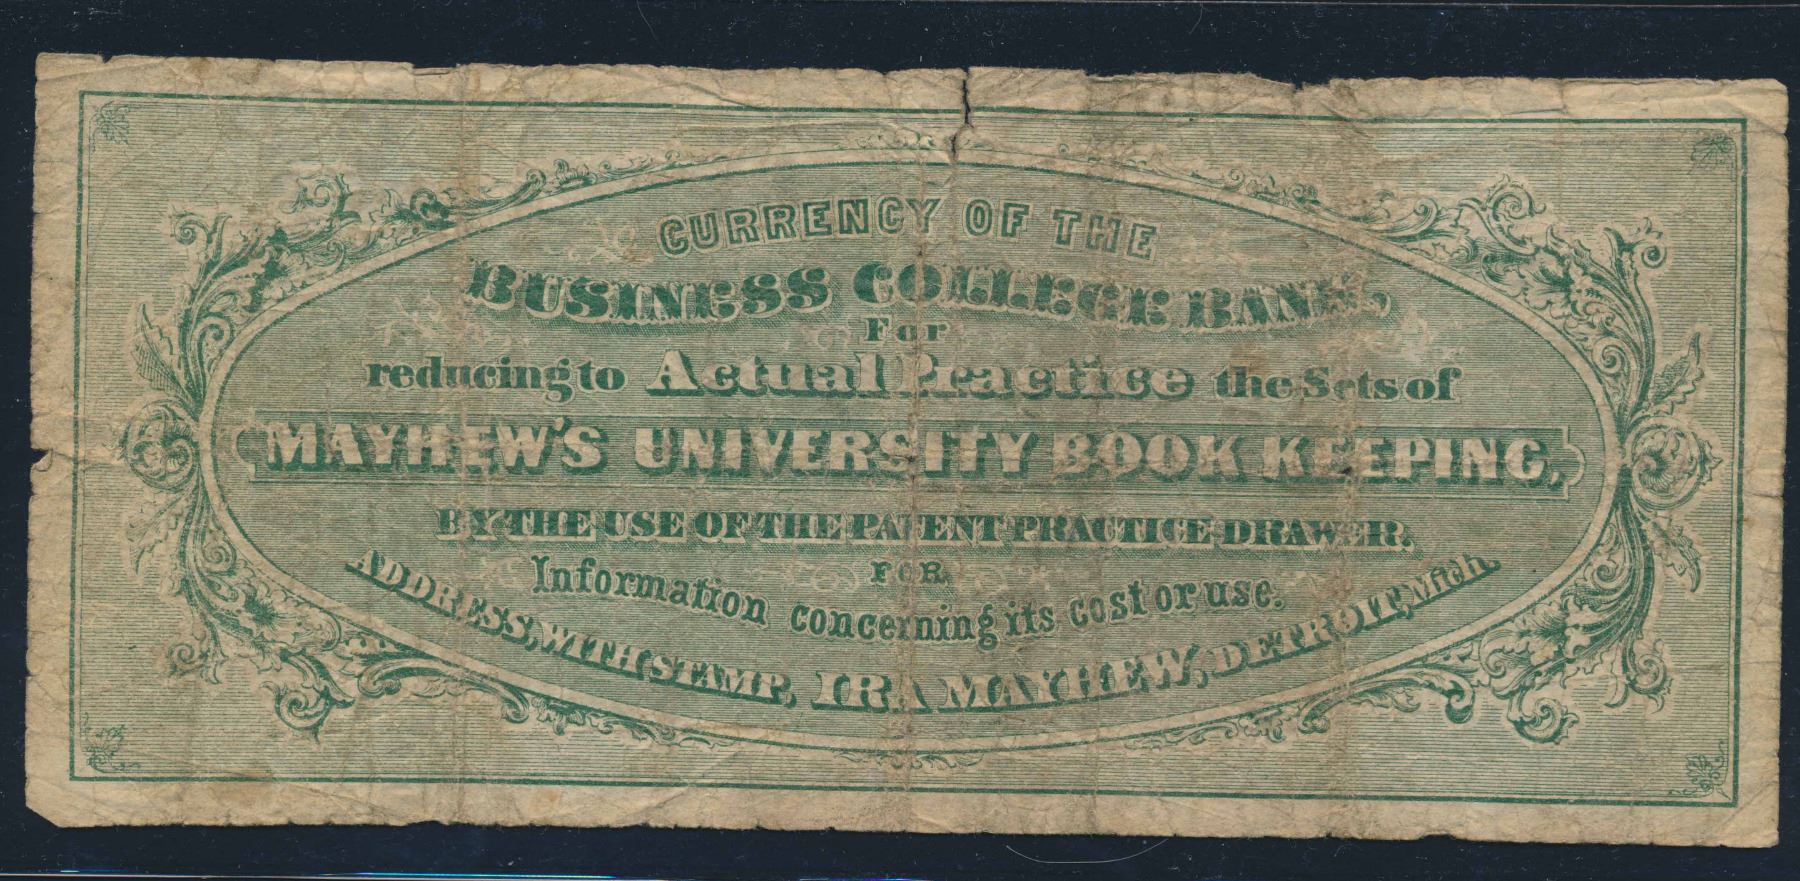 CURRENCY OF THE
BUSINESS COLLEGE BANK,
For
reducing to Actual Practice the Sets of
MAYHEW'S UNIVERSITY BOOK KEEPING,
BY THE USE OF THE PATENT PRACTICE DRAWER.
FOR
Information concerning its cost or use.
ADDRESS, WITH STAMP, IRA MAYHEW, DETROIT, Mich.